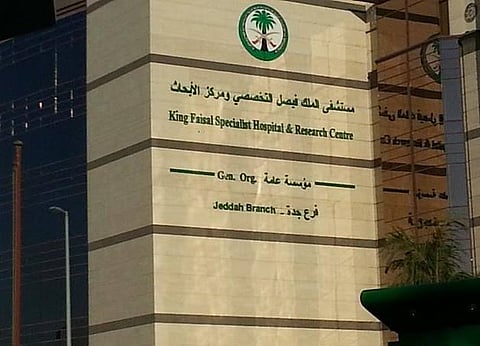 مستشفى الملك فيصل التخصصي ومركز الأبحاث
King Faisal Specialist Hospital & Research Centre
Gen. Org. مؤسسة عامة
Jeddah Branch _ فرع جدة